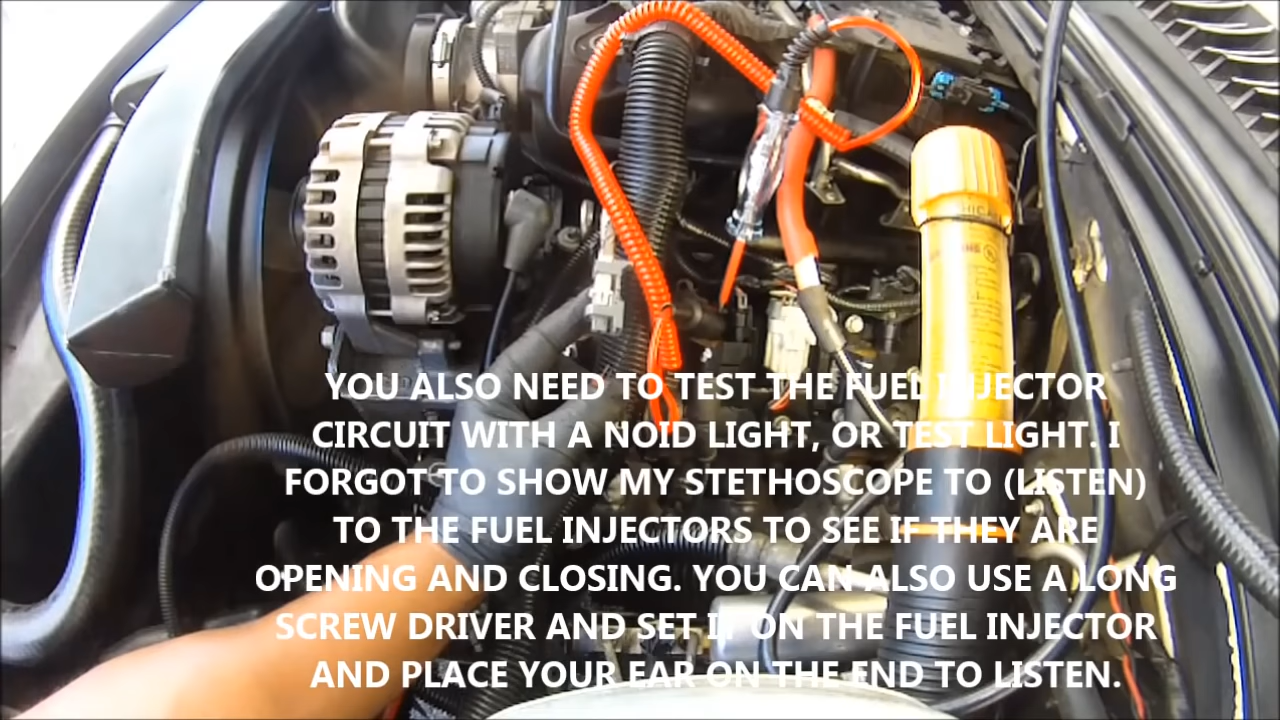 YOU ALSO NEED TO TEST THE FUEL INJECTOR
CIRCUIT WITH A NOID LIGHT, OR TEST LIGHT. I
FORGOT TO SHOW MY STETHOSCOPE TO (LISTEN)
TO THE FUEL INJECTORS TO SEE IF THEY ARE
OPENING AND CLOSING. YOU CAN ALSO USE A LONG
SCREW DRIVER AND SET IT ON THE FUEL INJECTOR
AND PLACE YOUR EAR ON THE END TO LISTEN.